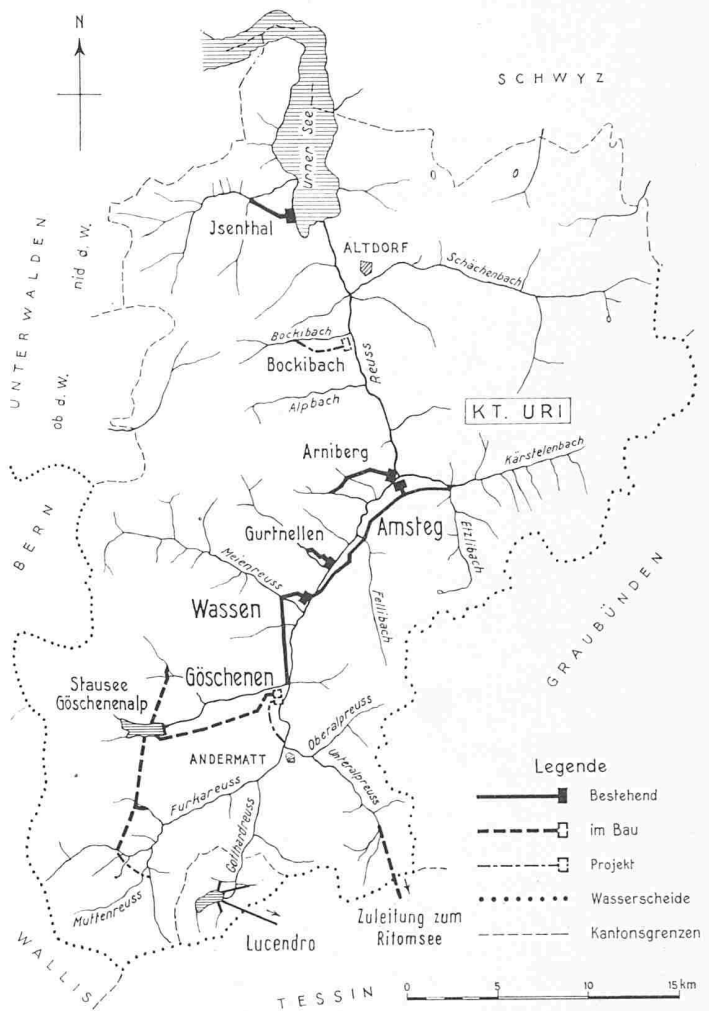 N
SCHWYZ
Urner See
Jsenthal
ALTDORF
Schächenbach
UNTERWALDEN
nid d. W.
ob d. W.
Bockibach
Bockibach
Reuss
Alpbach
KT. URI
Arniberg
Kärstelenbach
Amsteg
Etzlibach
Gurtnellen
BERN
Meienreuss
Fellibach
Wassen
GRAUBÜNDEN
Göschenen
Stausee
Göschenenalp
Oberalpreuss
ANDERMATT
Unteralpreuss
Furkareuss
Gotthardreuss
Muttenreuss
Lucendro
Zuleitung zum
Ritomsee
WALLIS
TESSIN
Legende
Bestehend
im Bau
Projekt
Wasserscheide
Kantonsgrenzen
0 5 10 15 km